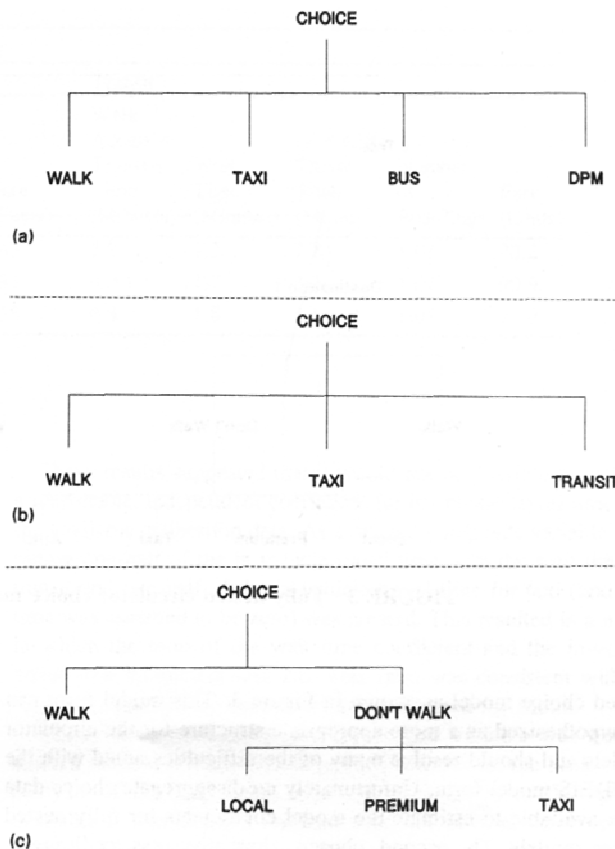 CHOICE
WALK TAXI BUS DPM
(a)
CHOICE
WALK TAXI TRANSIT
(b)
CHOICE
WALK DON'T WALK
LOCAL PREMIUM TAXI
(c)